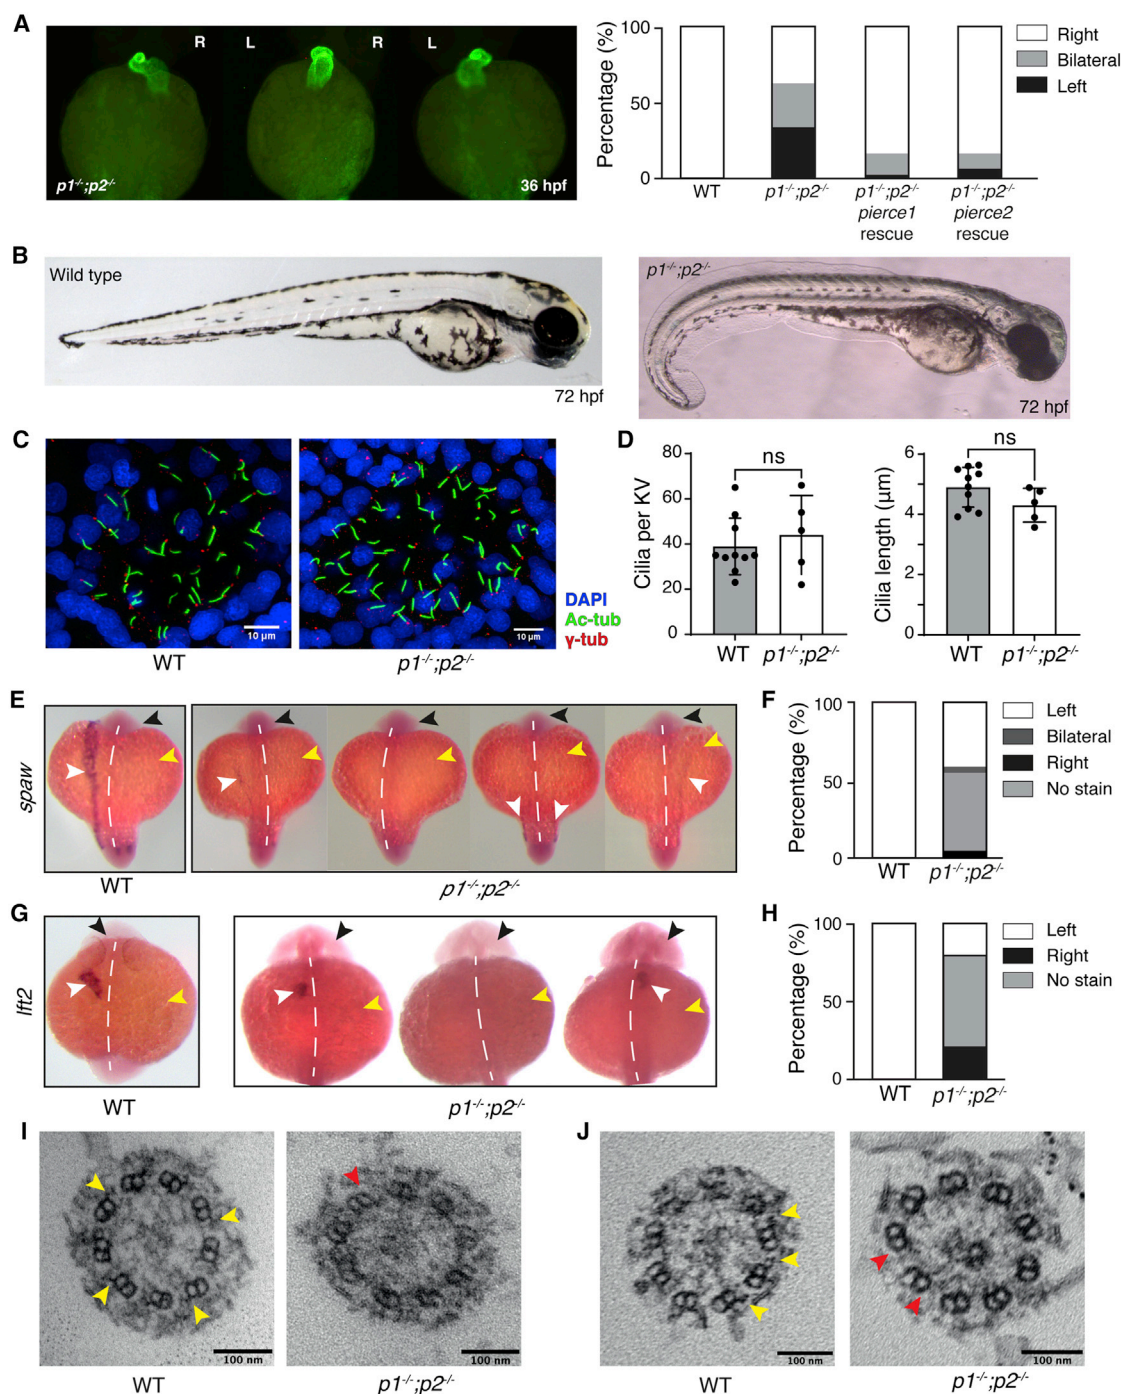 A
R L R L
p1-/-;p2-/-
36 hpf
Percentage (%)
100
50
0
WT
p1-/-;p2-/-
p1-/-;p2-/-
pierce1
rescue
p1-/-;p2-/-
pierce2
rescue
Right
Bilateral
Left
B
Wild type
72 hpf
p1-/-;p2-/-
72 hpf
C
10 µm
10 µm
WT
p1-/-;p2-/-
DAPI
Ac-tub
γ-tub
D
Cilia per KV
80
60
40
20
0
ns
WT
p1-/-;p2-/-
Cilia length (µm)
6
4
2
0
ns
WT
p1-/-;p2-/-
E
spaw
WT
p1-/-;p2-/-
F
Percentage (%)
100
50
0
WT
p1-/-;p2-/-
Left
Bilateral
Right
No stain
G
lft2
WT
p1-/-;p2-/-
H
Percentage (%)
100
50
0
WT
p1-/-;p2-/-
Left
Right
No stain
I
100 nm
100 nm
WT
p1-/-;p2-/-
J
100 nm
100 nm
WT
p1-/-;p2-/-